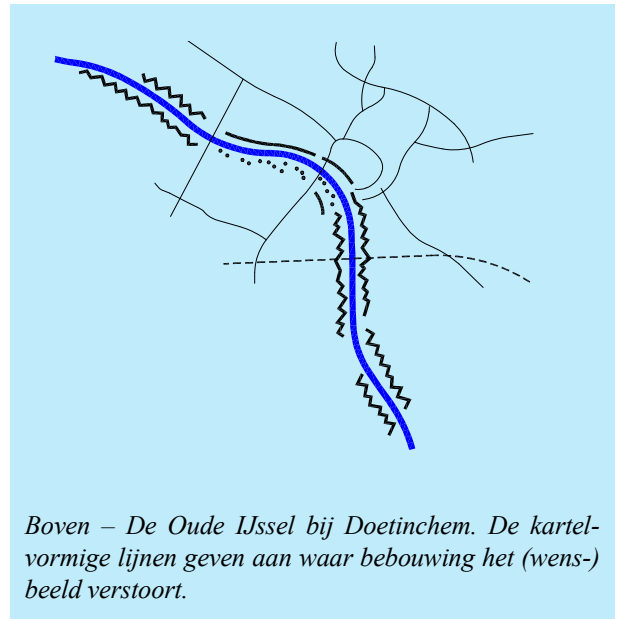 Boven – De Oude IJssel bij Doetinchem. De kartel-
vormige lijnen geven aan waar bebouwing het (wens-)
beeld verstoort.